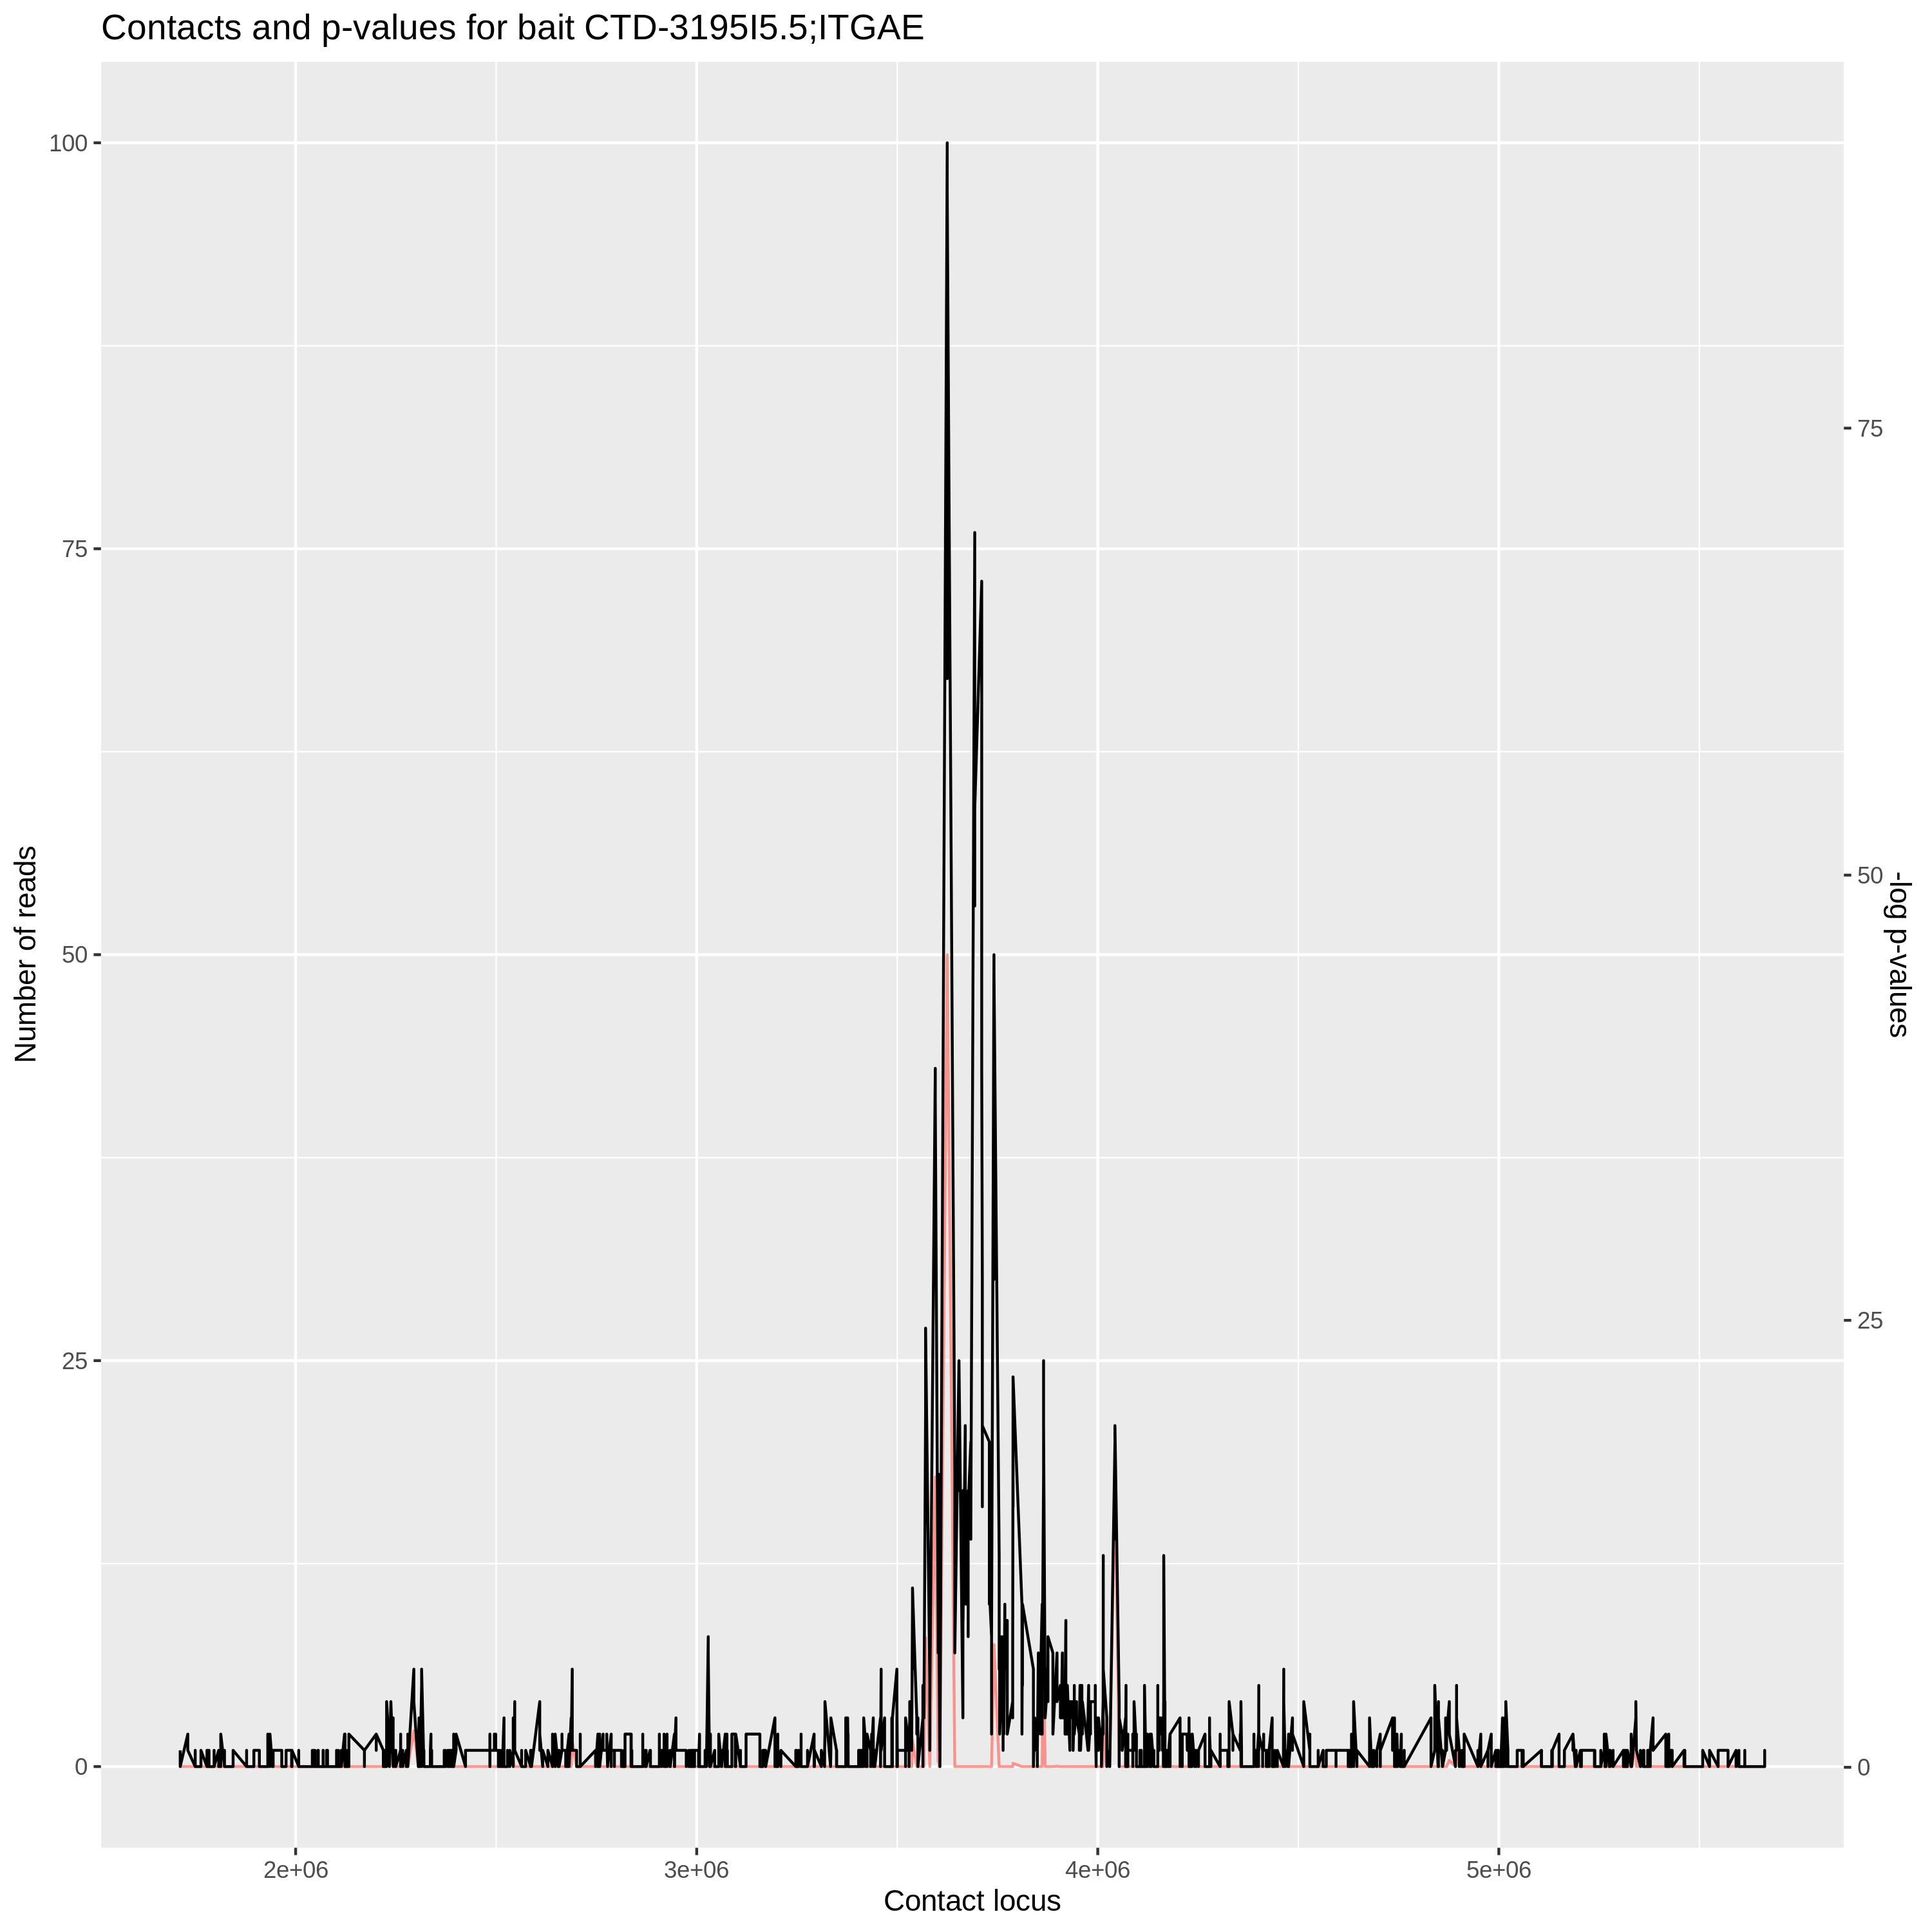 Contacts and p-values for bait CTD-3195I5.5;ITGAE
100
75
50
25
0
Number of reads
75
50
25
0
-log p-values
2e+06
3e+06
4e+06
5e+06
Contact locus